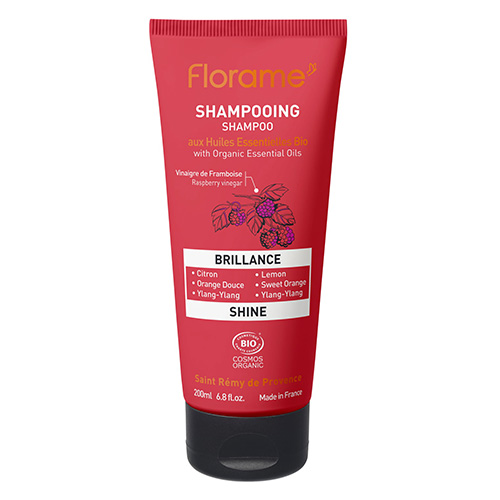 Florame
SHAMPOOING
SHAMPOO
aux Huiles Essentielles Bio
with Organic Essential Oils
Vinaigre de Framboise
Raspberry vinegar
BRILLANCE
• Citron
• Orange Douce
• Ylang-Ylang
• Lemon
• Sweet Orange
• Ylang-Ylang
SHINE
BIO
COSMOS
ORGANIC
Saint Rémy de Provence
200ml 6.8 fl.oz. Made in France